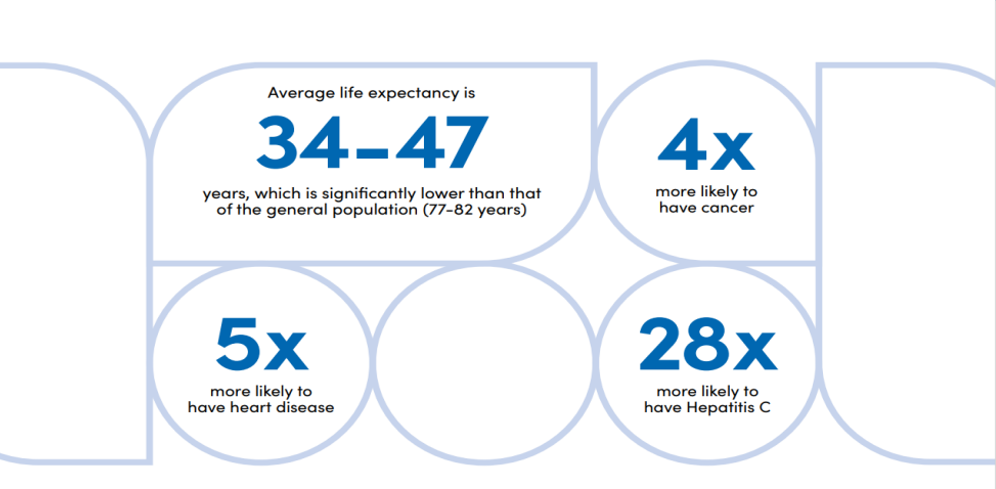 Average life expectancy is
34–47
years, which is significantly lower than that
of the general population (77-82 years)
4x
more likely to
have cancer
5x
more likely to
have heart disease
28x
more likely to
have Hepatitis C